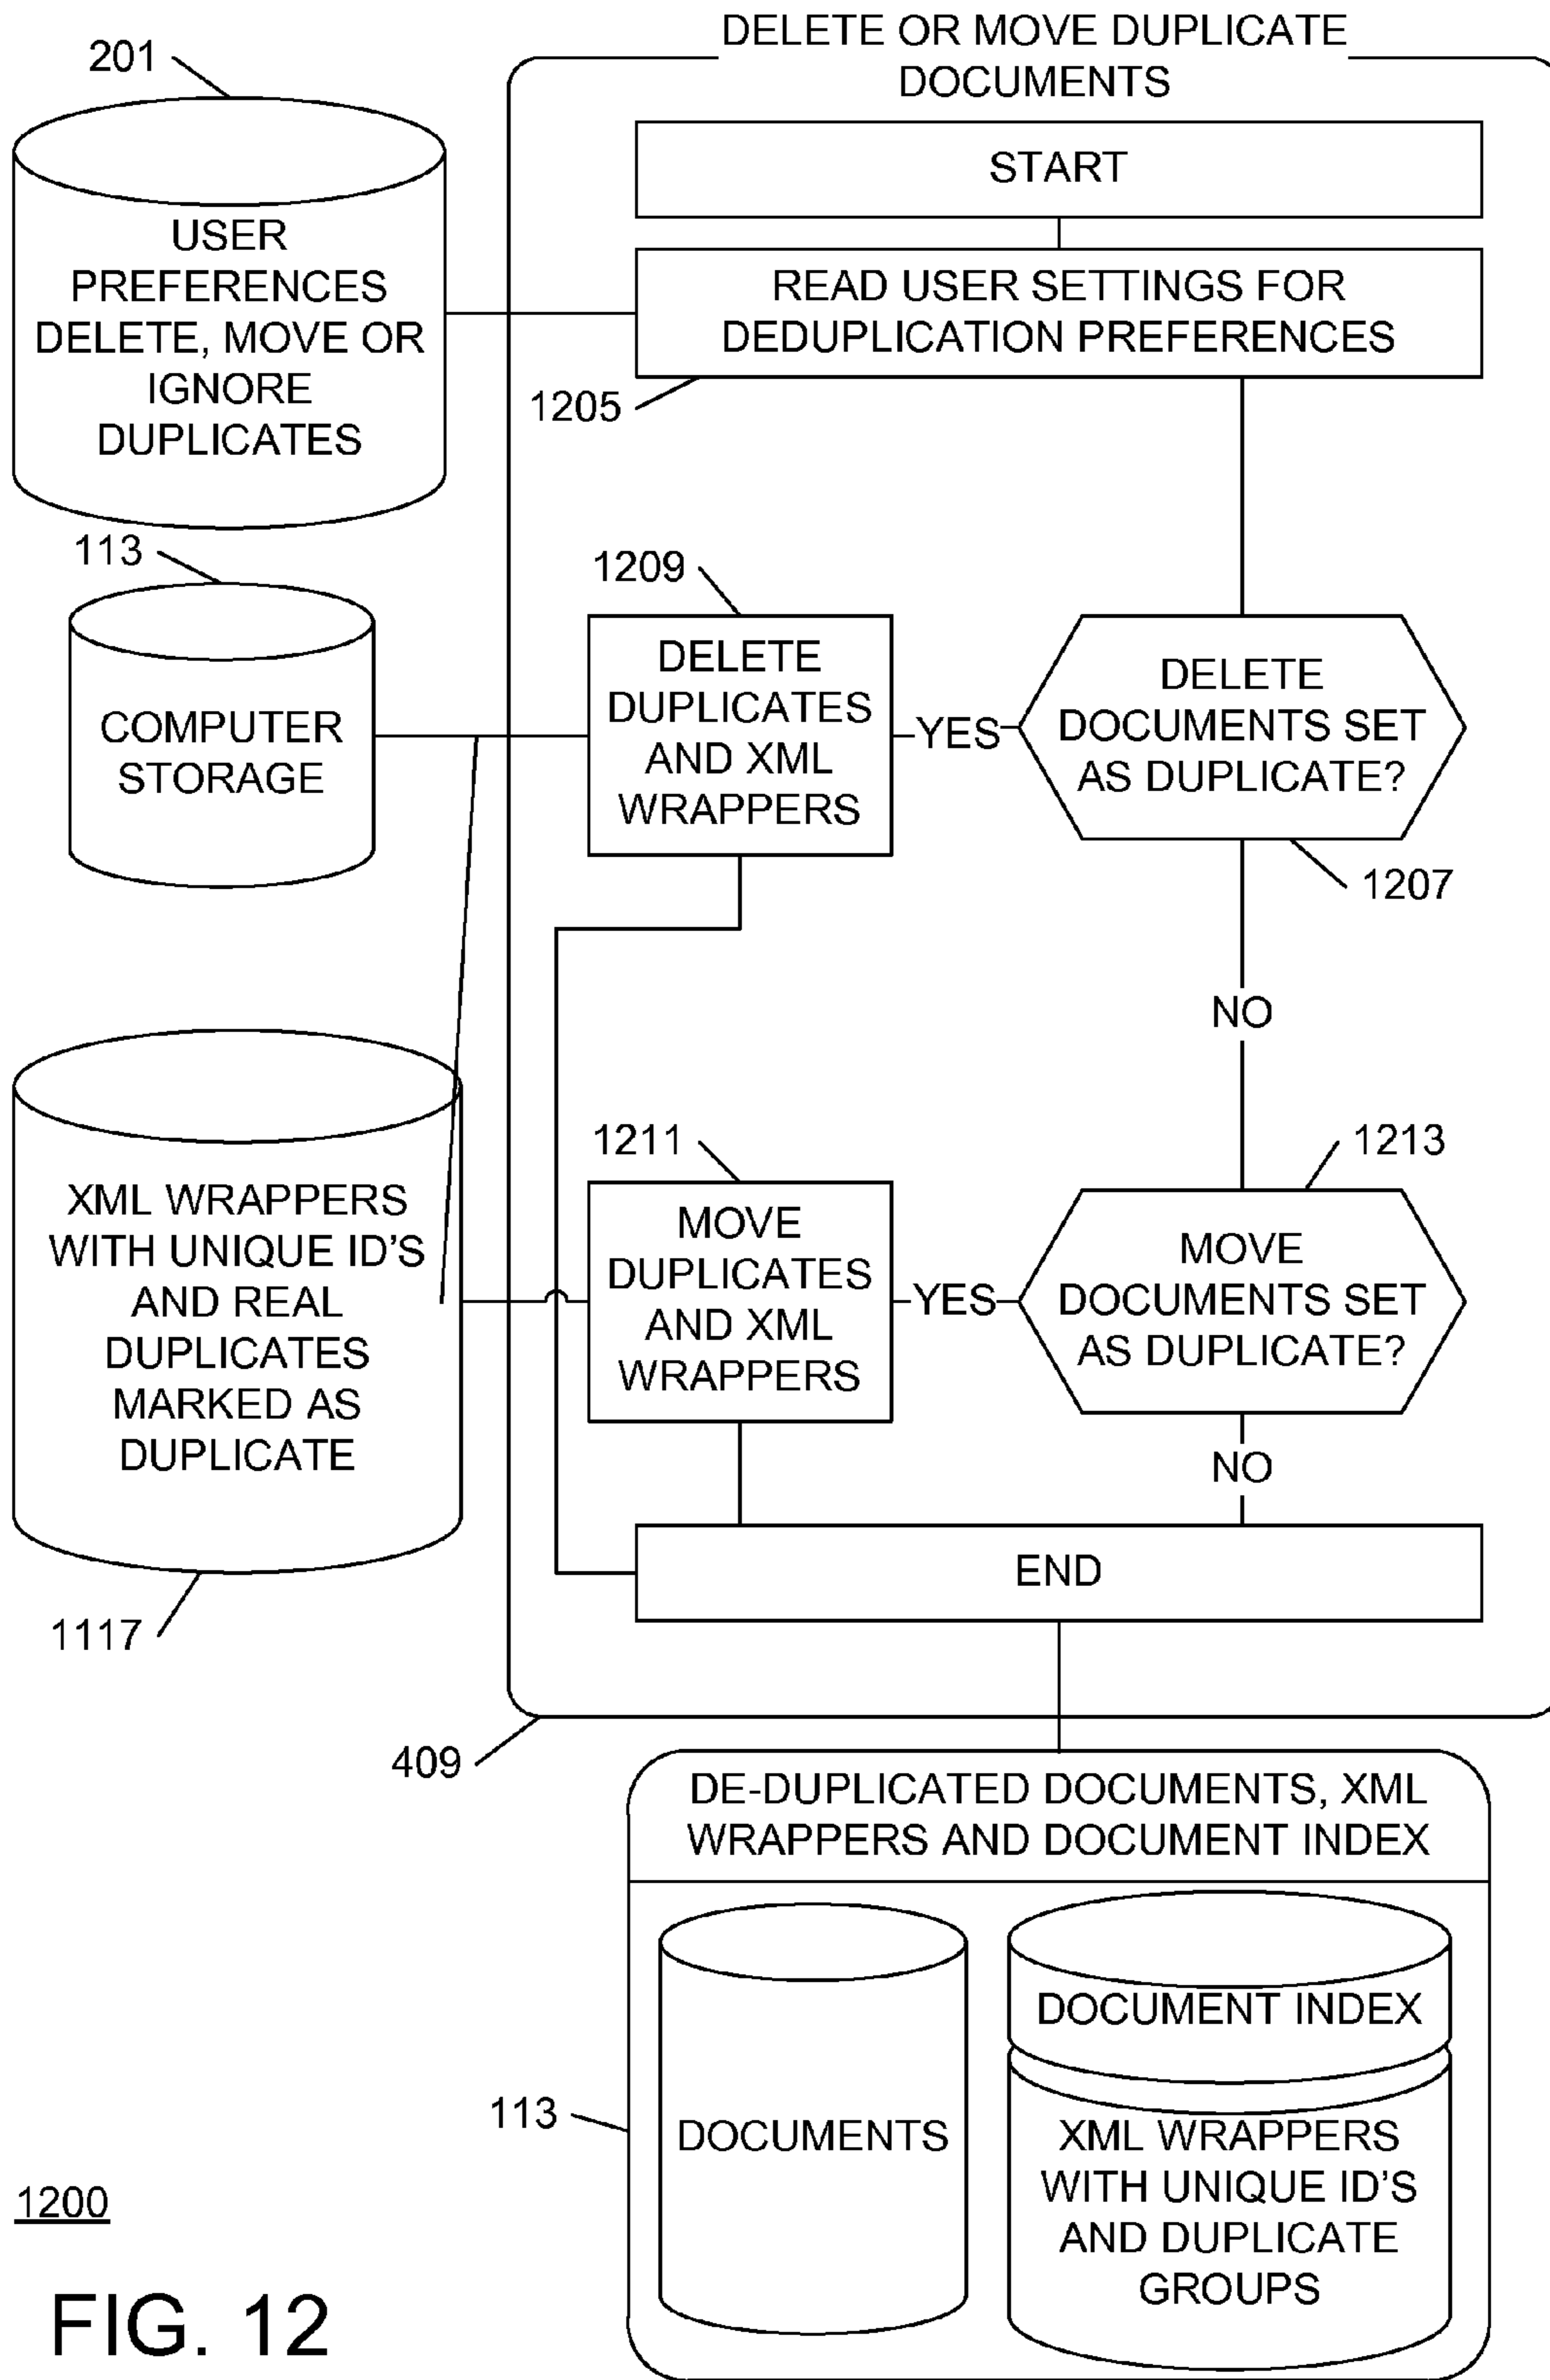 DELETE OR MOVE DUPLICATE
DOCUMENTS
201
START
USER
PREFERENCES
DELETE, MOVE OR
IGNORE
DUPLICATES
READ USER SETTINGS FOR
DEDUPLICATION PREFERENCES
1205
113
COMPUTER
STORAGE
1209
DELETE
DUPLICATES
AND XML
WRAPPERS
YES
DELETE
DOCUMENTS SET
AS DUPLICATE?
1207
NO
XML WRAPPERS
WITH UNIQUE ID'S
AND REAL
DUPLICATES
MARKED AS
DUPLICATE
1117
1211
MOVE
DUPLICATES
AND XML
WRAPPERS
YES
1213
MOVE
DOCUMENTS SET
AS DUPLICATE?
NO
END
409
DE-DUPLICATED DOCUMENTS, XML
WRAPPERS AND DOCUMENT INDEX
113
DOCUMENTS
DOCUMENT INDEX
XML WRAPPERS
WITH UNIQUE ID'S
AND DUPLICATE
GROUPS
1200
FIG. 12